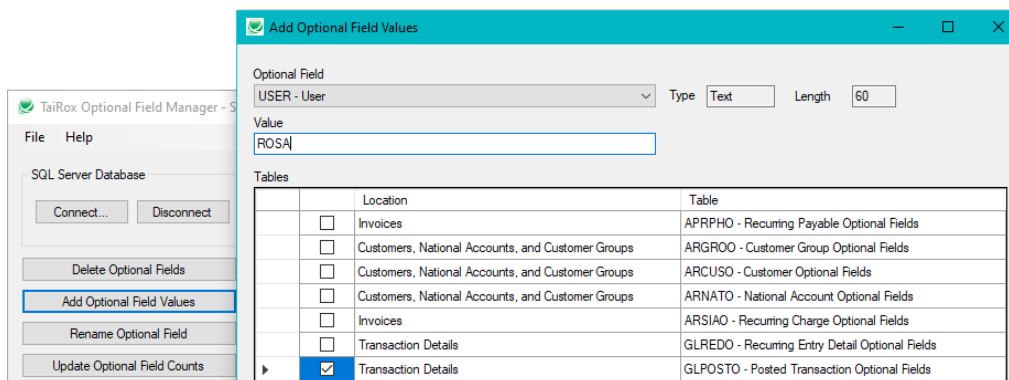 Add Optional Field Values
Optional Field
USER - User
Type
Text
Length
60
Value
ROSA
Tables
Location
Table
Invoices
APRPHO - Recurring Payable Optional Fields
Customers, National Accounts, and Customer Groups
ARGROO - Customer Group Optional Fields
Customers, National Accounts, and Customer Groups
ARCUSO - Customer Optional Fields
Customers, National Accounts, and Customer Groups
ARNATO - National Account Optional Fields
Invoices
ARSIAO - Recurring Charge Optional Fields
Transaction Details
GLREDO - Recurring Entry Detail Optional Fields
Transaction Details
GLPOSTO - Posted Transaction Optional Fields
TaiRox Optional Field Manager - S
File Help
SQL Server Database
Connect... Disconnect
Delete Optional Fields
Add Optional Field Values
Rename Optional Field
Update Optional Field Counts